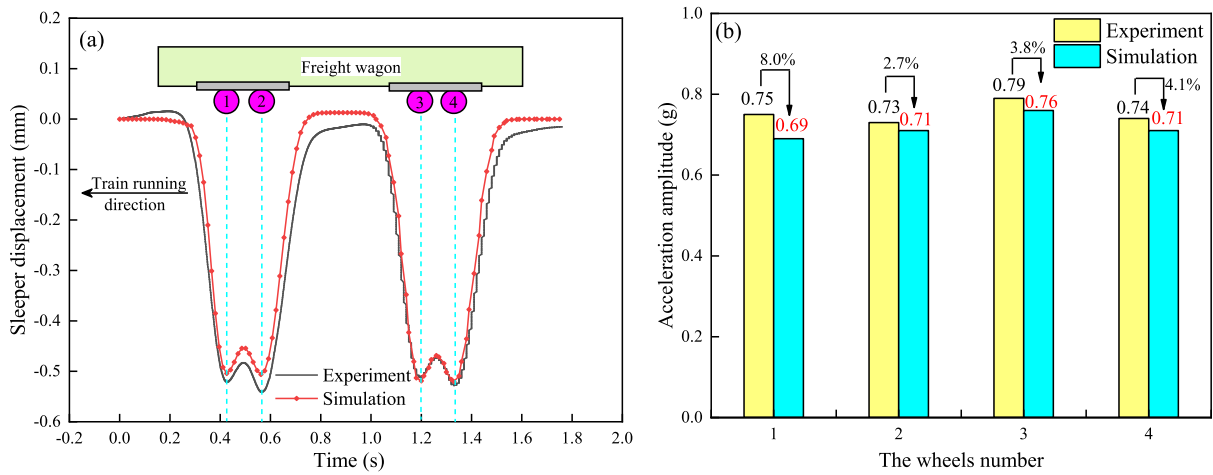 (a)
Freight wagon
1 2 3 4
Train running
direction
Experiment
Simulation
Sleeper displacement (mm)
0.2
0.1
0.0
-0.1
-0.2
-0.3
-0.4
-0.5
-0.6
-0.2 0.0 0.2 0.4 0.6 0.8 1.0 1.2 1.4 1.6 1.8 2.0
Time (s)
(b)
Experiment
Simulation
8.0%
2.7%
3.8%
4.1%
0.75
0.69
0.73
0.71
0.79
0.76
0.74
0.71
Acceleration amplitude (g)
1.0
0.8
0.6
0.4
0.2
0.0
1 2 3 4
The wheels number